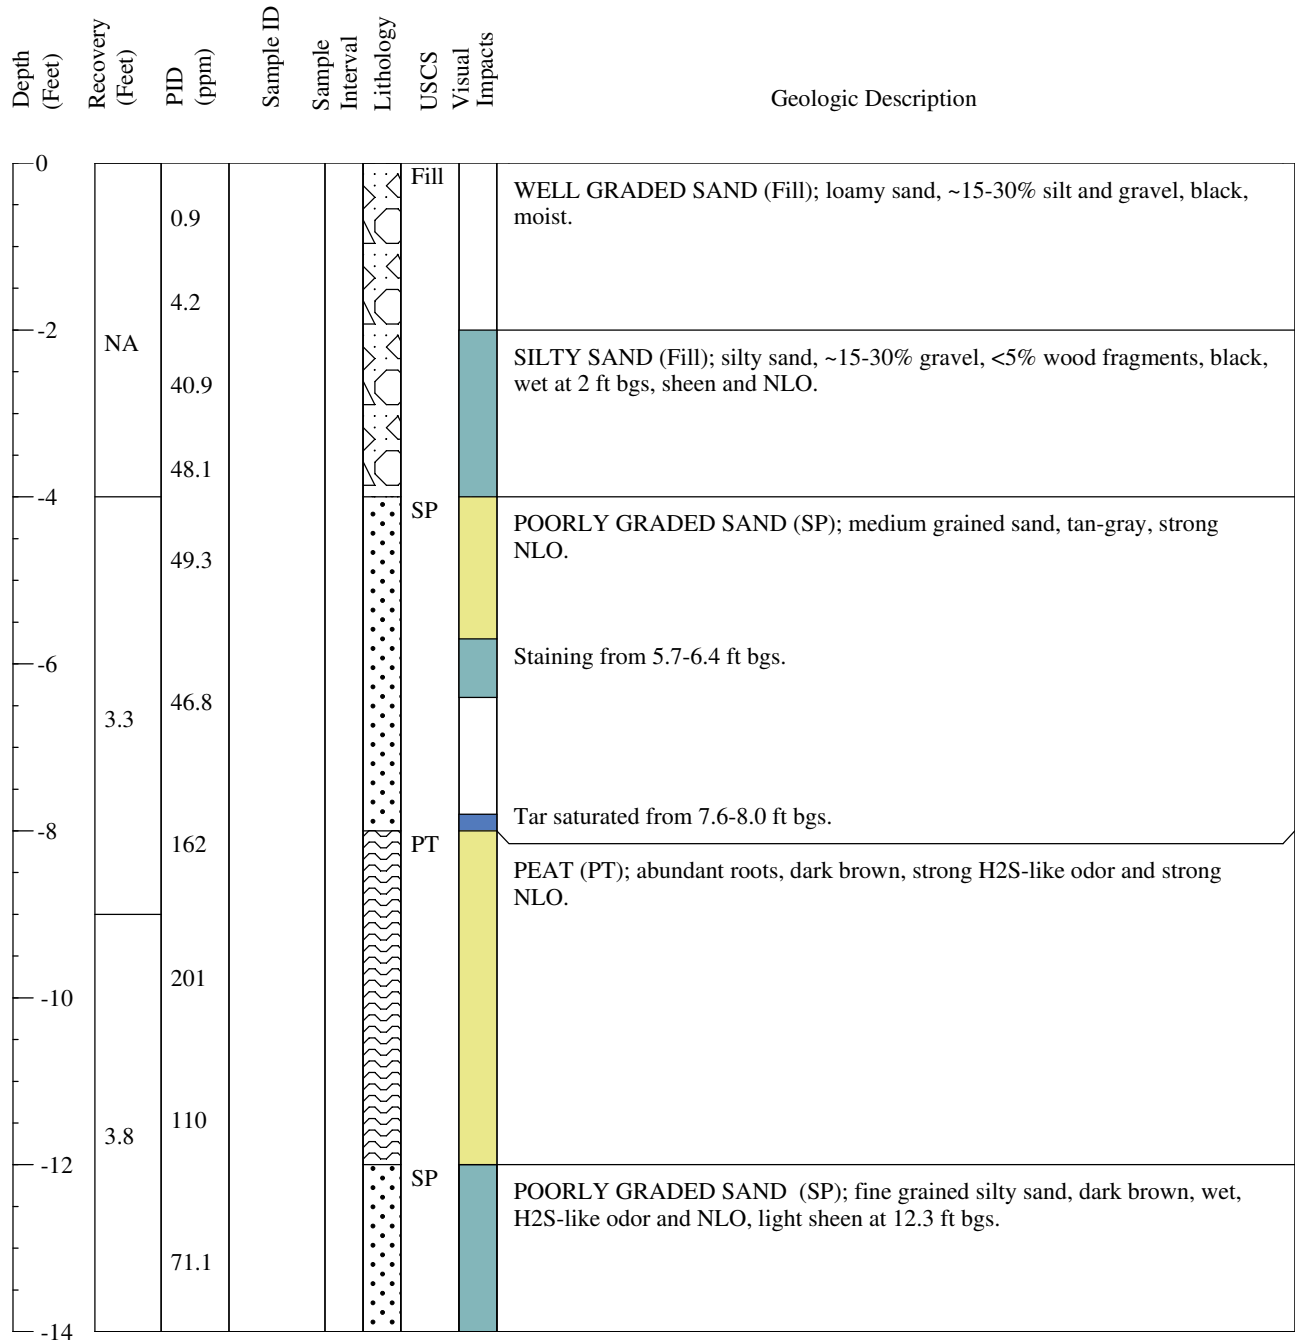 Depth
(Feet)
Recovery
(Feet)
PID
(ppm)
Sample ID
Sample
Interval
Lithology
USCS
Visual
Impacts
Geologic Description
0
Fill
WELL GRADED SAND (Fill); loamy sand, ~15-30% silt and gravel, black,
moist.
0.9
4.2
-2
NA
SILTY SAND (Fill); silty sand, ~15-30% gravel, <5% wood fragments, black,
wet at 2 ft bgs, sheen and NLO.
40.9
48.1
-4
SP
POORLY GRADED SAND (SP); medium grained sand, tan-gray, strong
NLO.
49.3
Staining from 5.7-6.4 ft bgs.
-6
46.8
3.3
Tar saturated from 7.6-8.0 ft bgs.
-8
162
PT
PEAT (PT); abundant roots, dark brown, strong H2S-like odor and strong
NLO.
201
-10
110
3.8
-12
SP
POORLY GRADED SAND  (SP); fine grained silty sand, dark brown, wet,
H2S-like odor and NLO, light sheen at 12.3 ft bgs.
71.1
-14